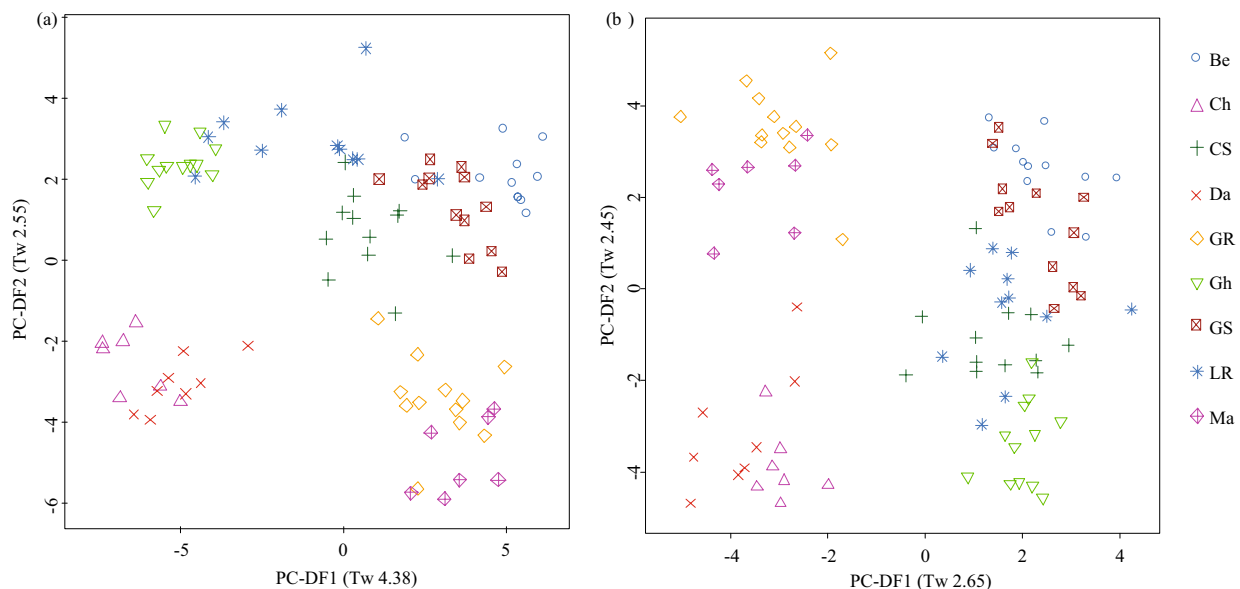 (a)
4
2
0
-2
-4
-6
PC-DF2 (Tw 2.55)
-5
0
5
PC-DF1 (Tw 4.38)
(b )
4
2
0
-2
-4
PC-DF2 (Tw 2.45)
-4
-2
0
2
4
PC-DF1 (Tw 2.65)
Be
Ch
CS
Da
GR
Gh
GS
LR
Ma